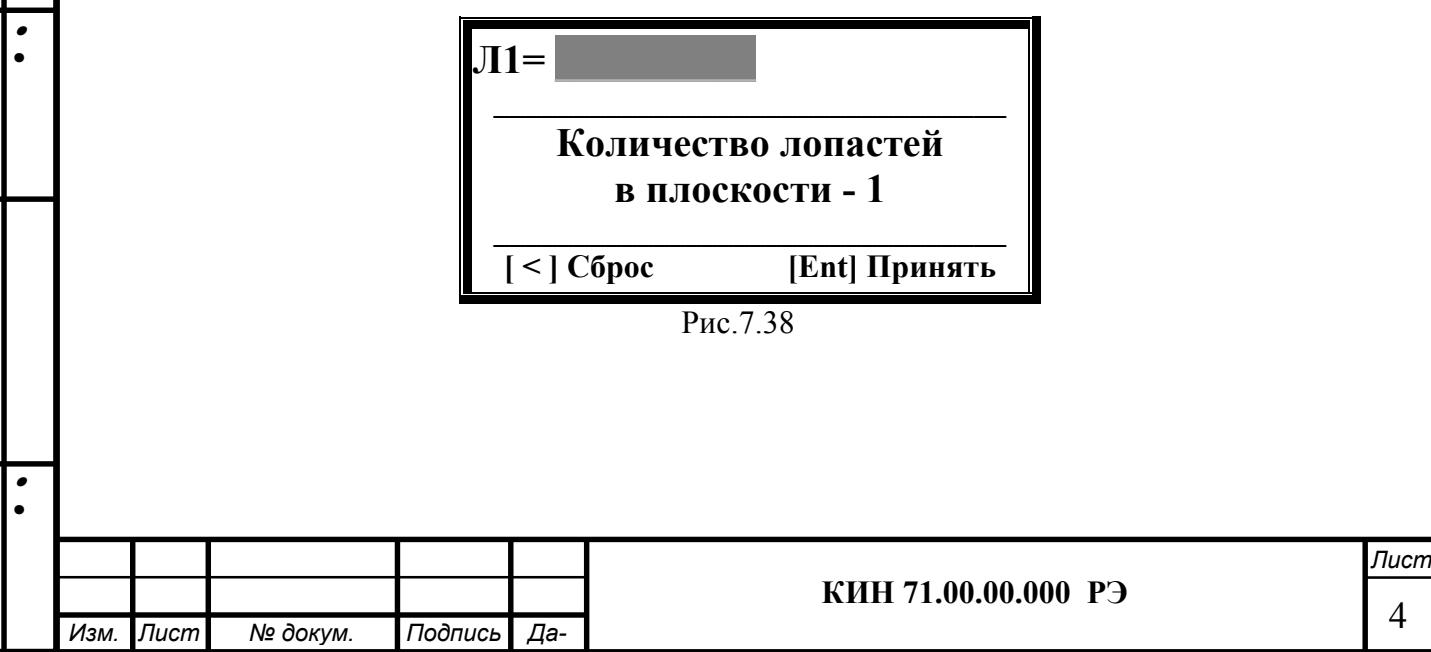 Л1=
Количество лопастей
в плоскости - 1
[ < ] Сброс [Ent] Принять
Рис.7.38
КИН 71.00.00.000 РЭ
Лист
4
Изм. Лист № докум. Подпись Да-